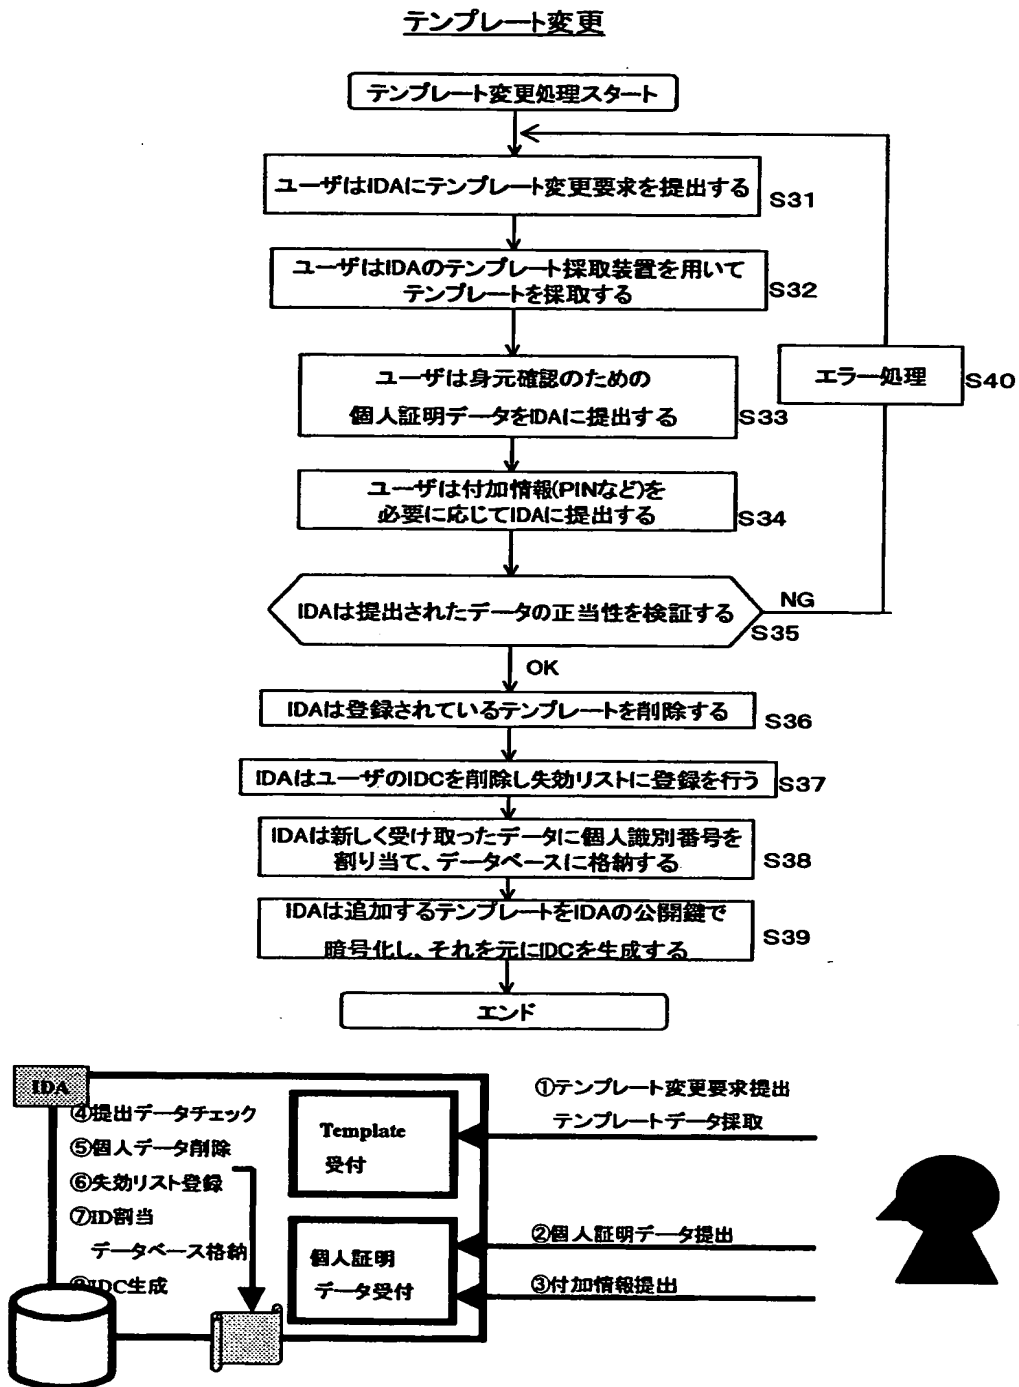 テンプレート変更
テンプレート変更処理スタート
ユーザはIDAにテンプレート変更要求を提出する
S31
ユーザはIDAのテンプレート採取装置を用いて
テンプレートを採取する
S32
ユーザは身元確認のための
個人証明データをIDAに提出する
S33
エラー処理
S40
ユーザは付加情報(PINなど)を
必要に応じてIDAに提出する
S34
IDAは提出されたデータの正当性を検証する
NG
S35
OK
IDAは登録されているテンプレートを削除する
S36
IDAはユーザのIDCを削除し失効リストに登録を行う
S37
IDAは新しく受け取ったデータに個人識別番号を
割り当て、データベースに格納する
S38
IDAは追加するテンプレートをIDAの公開鍵で
暗号化し、それを元にIDCを生成する
S39
エンド
IDA
④提出データチェック
⑤個人データ削除
⑥失効リスト登録
⑦ID割当
データベース格納
⑧IDC生成
Template
受付
個人証明
データ受付
①テンプレート変更要求提出
テンプレートデータ採取
②個人証明データ提出
③付加情報提出